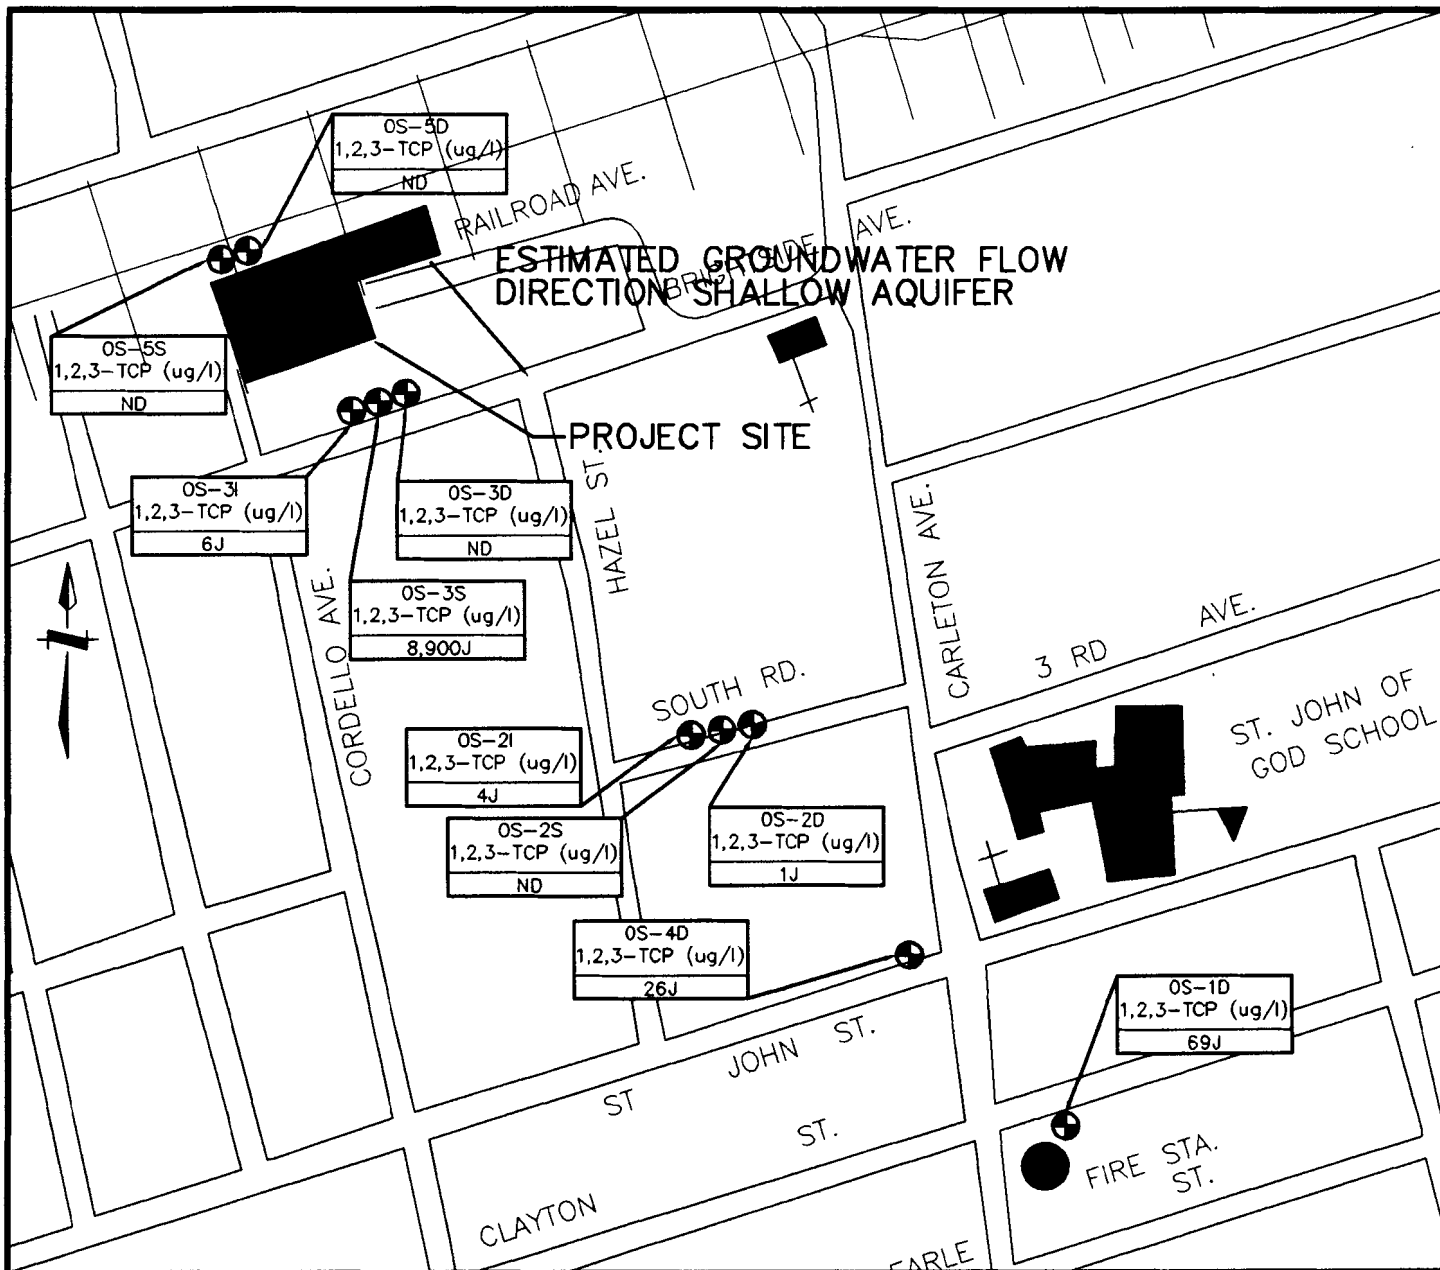 OS-5D
1,2,3-TCP (ug/l)
ND
RAILROAD AVE.
ESTIMATED GROUNDWATER FLOW
DIRECTION SHALLOW AQUIFER
BRIGHTSIDE AVE.
OS-5S
1,2,3-TCP (ug/l)
ND
PROJECT SITE
OS-3I
1,2,3-TCP (ug/l)
6J
OS-3D
1,2,3-TCP (ug/l)
ND
HAZEL ST.
CARLETON AVE.
OS-3S
1,2,3-TCP (ug/l)
8,900J
CORDELLO AVE.
N
3 RD AVE.
SOUTH RD.
ST. JOHN OF
GOD SCHOOL
OS-2I
1,2,3-TCP (ug/l)
4J
OS-2S
1,2,3-TCP (ug/l)
ND
OS-2D
1,2,3-TCP (ug/l)
1J
OS-4D
1,2,3-TCP (ug/l)
26J
OS-1D
1,2,3-TCP (ug/l)
69J
ST JOHN ST.
CLAYTON ST.
FIRE STA.
EARLE ST.